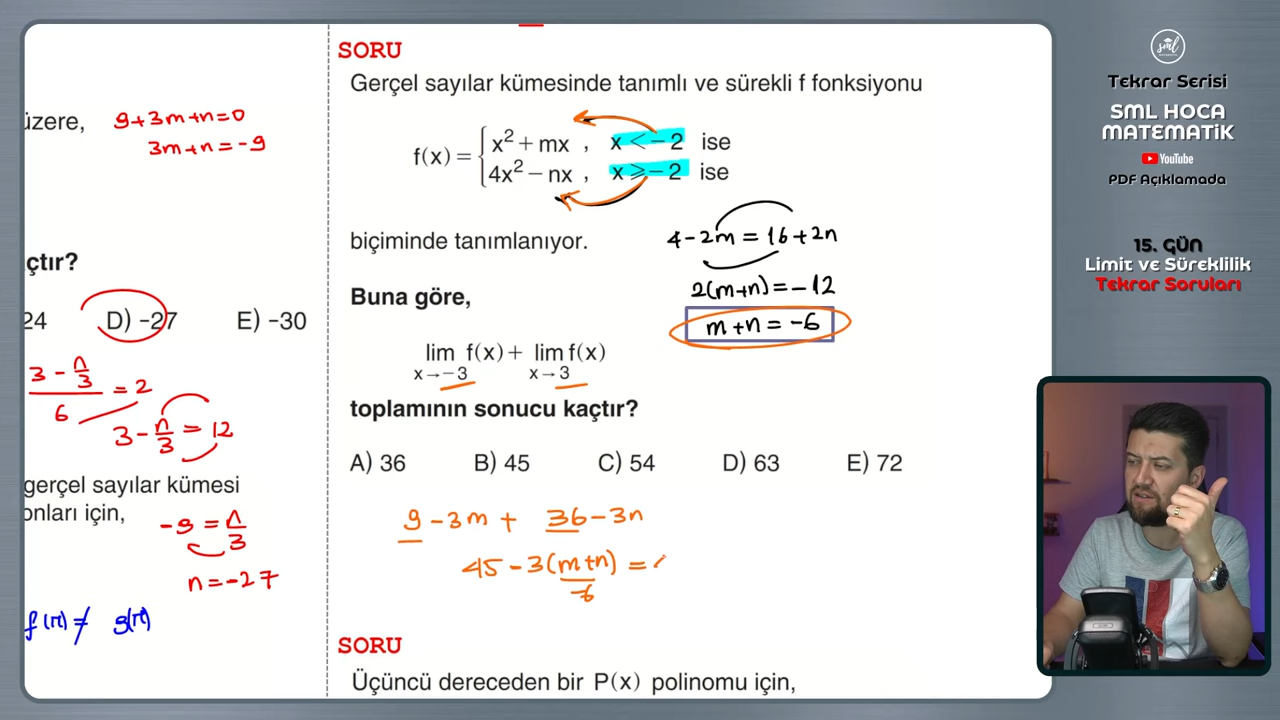 üzere,
9+3m+n=0
3m+n=-9
çtır?
24 D) -27 E) -30
3 - n/3
6
= 2
3 - n/3 = 12
gerçel sayılar kümesi
onları için,
-9 = n/3
n = -27
f(π) ≠ g(π)
SORU
Gerçel sayılar kümesinde tanımlı ve sürekli f fonksiyonu
f(x) = { x² + mx , x < -2 ise
4x² - nx , x ⩾ -2 ise
biçiminde tanımlanıyor.
4-2m = 16+2n
2(m+n) = -12
m+n = -6
Buna göre,
lim f(x) + lim f(x)
x→-3 x→3
toplamının sonucu kaçtır?
A) 36 B) 45 C) 54 D) 63 E) 72
9 - 3m + 36 - 3n
45 - 3(m+n) =
-6
SORU
Üçüncü dereceden bir P(x) polinomu için,
sml
Tekrar Serisi
SML HOCA
MATEMATİK
YouTube
PDF Açıklamada
15. GÜN
Limit ve Süreklilik
Tekrar Soruları